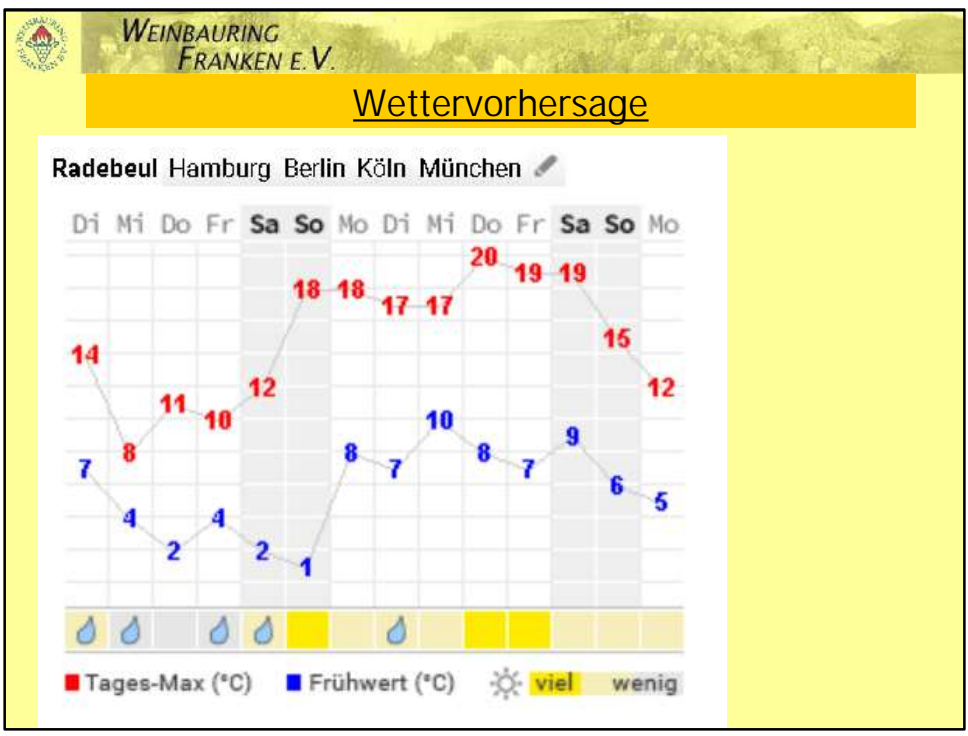 WEINBAURING
FRANKEN E.V.
Wettervorhersage
Radebeul Hamburg Berlin Köln München
Di Mi Do Fr Sa So Mo Di Mi Do Fr Sa So Mo
14 8 11 10 12 18 18 17 17 20 19 19 15 12
7 4 2 4 2 1 8 7 10 8 7 9 6 5
Tages-Max (°C) Frühwert (°C) viel wenig